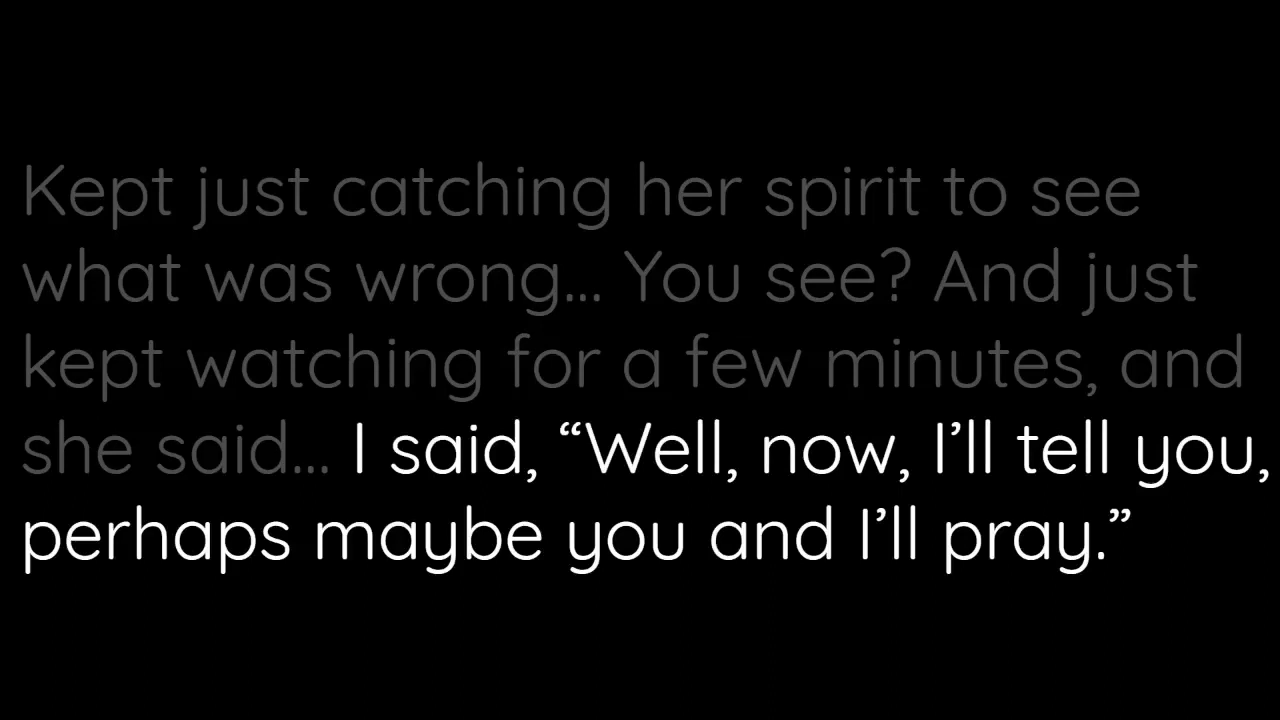 Kept just catching her spirit to see
what was wrong... You see? And just
kept watching for a few minutes, and
she said... I said, “Well, now, I’ll tell you,
perhaps maybe you and I’ll pray.”